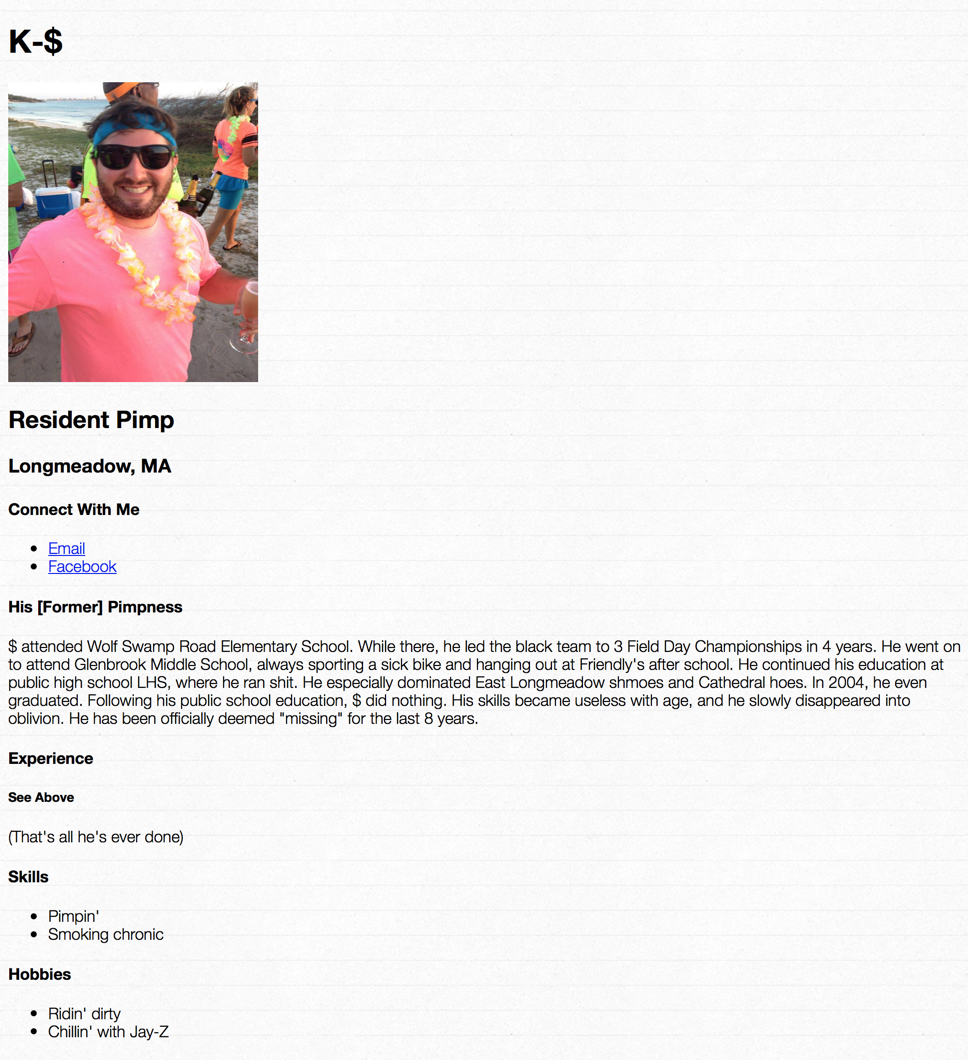 K-$
Resident Pimp
Longmeadow, MA
Connect With Me
Email
Facebook
His [Former] Pimpness
$ attended Wolf Swamp Road Elementary School. While there, he led the black team to 3 Field Day Championships in 4 years. He went on
to attend Glenbrook Middle School, always sporting a sick bike and hanging out at Friendly's after school. He continued his education at
public high school LHS, where he ran shit. He especially dominated East Longmeadow shmoes and Cathedral hoes. In 2004, he even
graduated. Following his public school education, $ did nothing. His skills became useless with age, and he slowly disappeared into
oblivion. He has been officially deemed "missing" for the last 8 years.
Experience
See Above
(That's all he's ever done)
Skills
Pimpin'
Smoking chronic
Hobbies
Ridin' dirty
Chillin' with Jay-Z